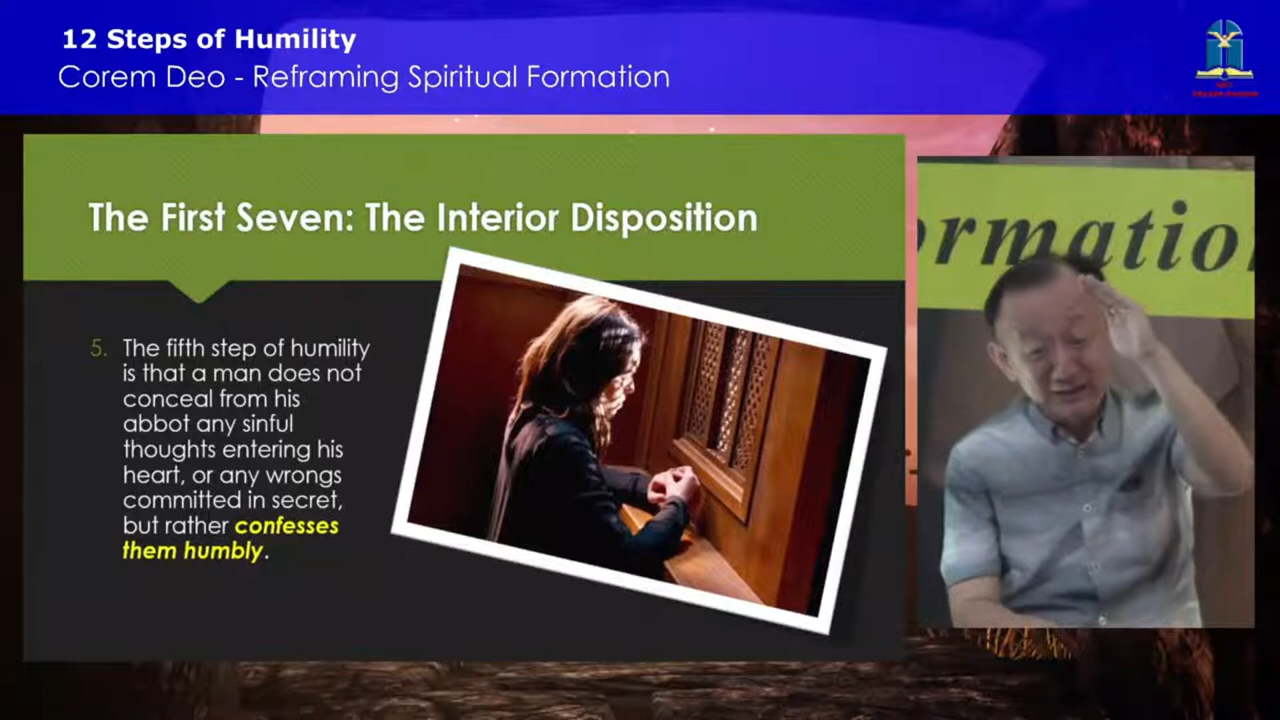 12 Steps of Humility
Corem Deo - Reframing Spiritual Formation
The First Seven: The Interior Disposition
5. The fifth step of humility
is that a man does not
conceal from his
abbot any sinful
thoughts entering his
heart, or any wrongs
committed in secret,
but rather confesses
them humbly.
ormatio